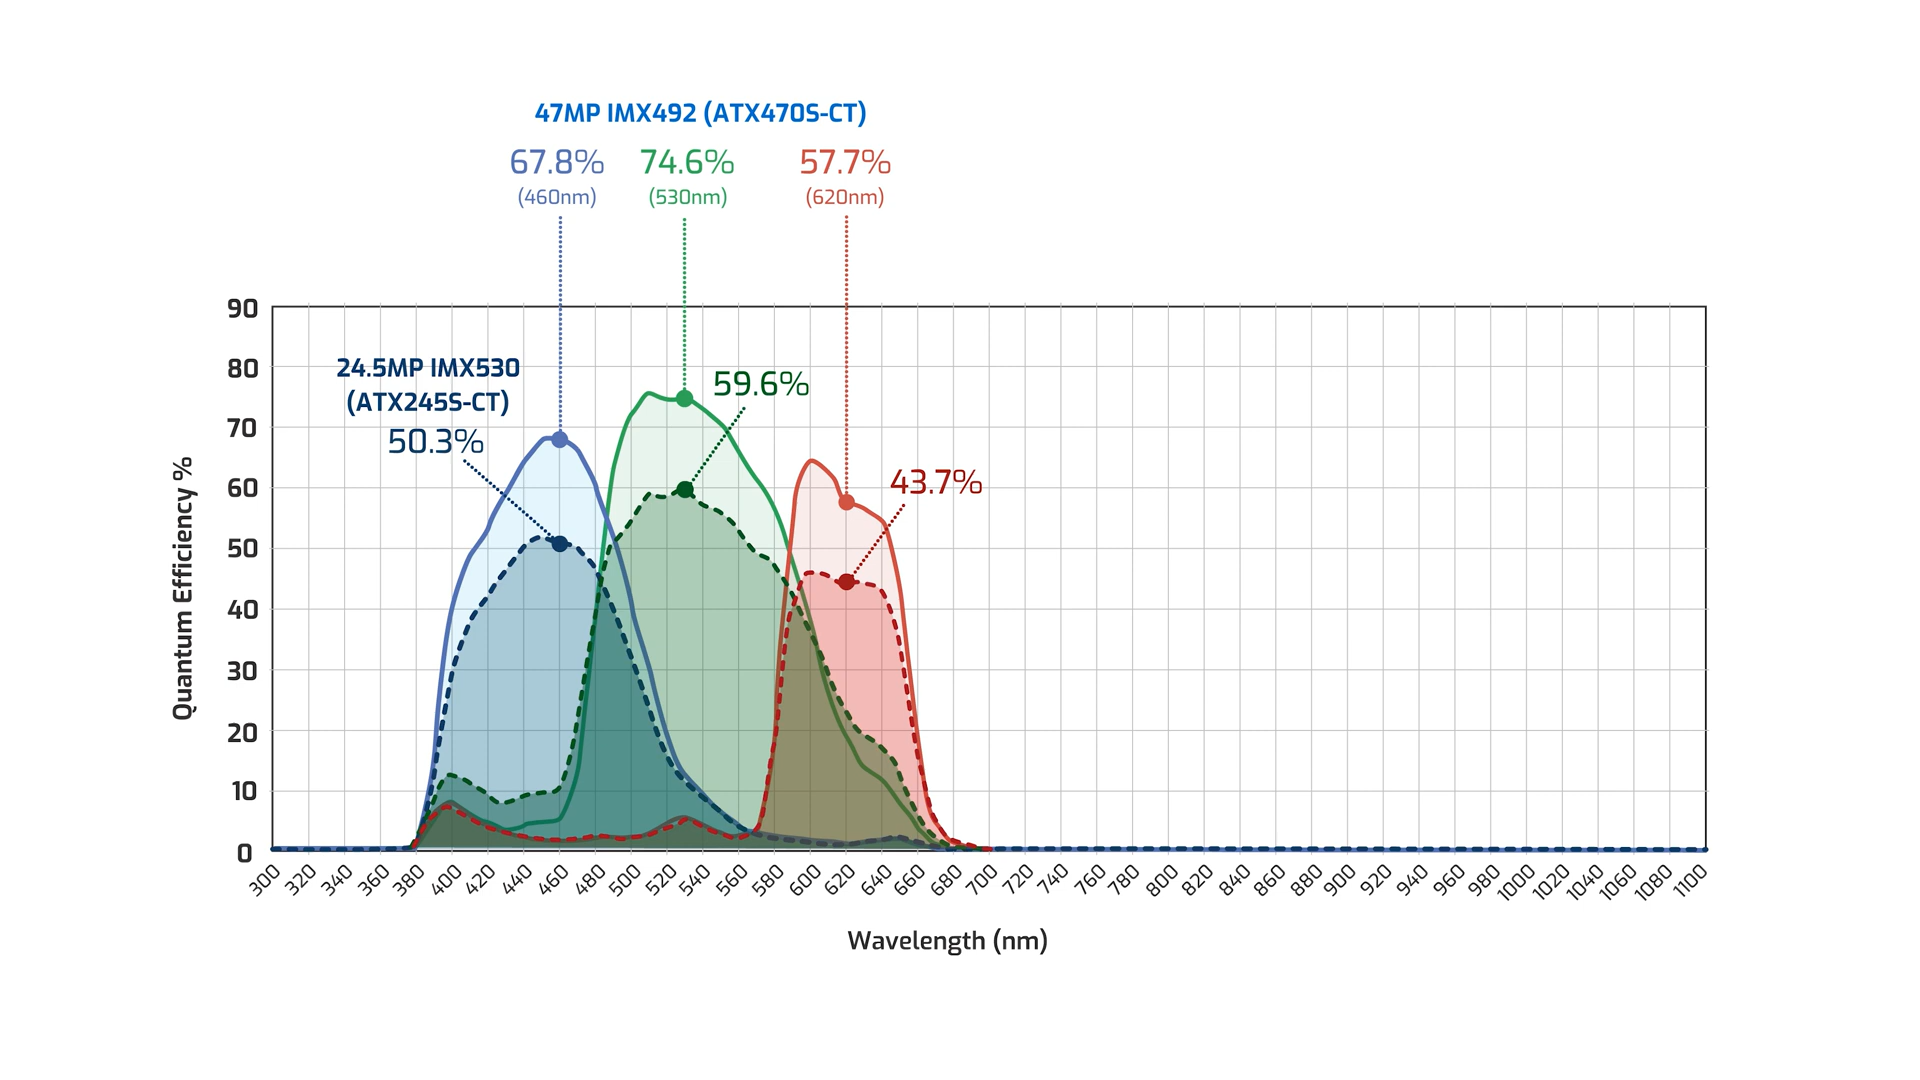 47MP IMX492 (ATX470S-CT)
67.8% 74.6% 57.7%
(460nm) (530nm) (620nm)
24.5MP IMX530
(ATX245S-CT)
50.3%
59.6%
43.7%
Quantum Efficiency %
90
80
70
60
50
40
30
20
10
0
300 320 340 360 380 400 420 440 460 480 500 520 540 560 580 600 620 640 660 680 700 720 740 760 780 800 820 840 860 880 900 920 940 960 980 1000 1020 1040 1060 1080 1100
Wavelength (nm)